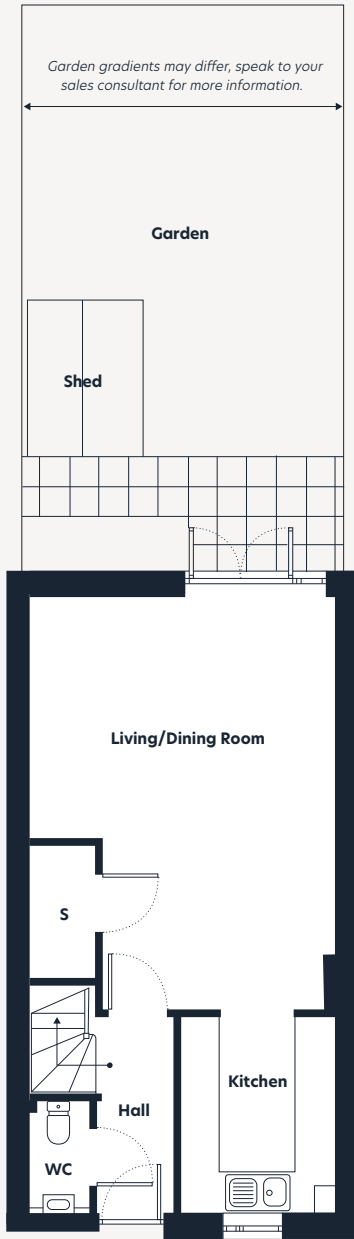 Garden gradients may differ, speak to your
sales consultant for more information.
Garden
Shed
Living/Dining Room
S
Kitchen
Hall
WC